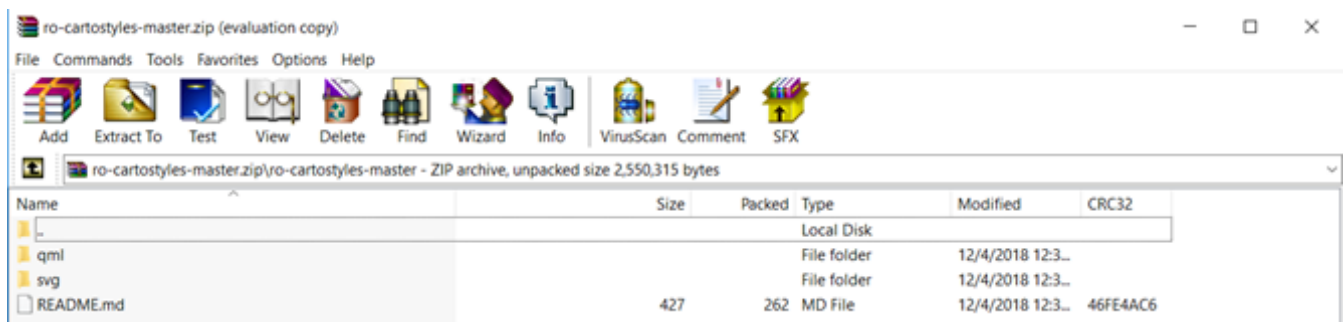 ro-cartostyles-master.zip (evaluation copy)
File Commands Tools Favorites Options Help
Add Extract To Test View Delete Find Wizard Info VirusScan Comment SFX
ro-cartostyles-master.zip\ro-cartostyles-master - ZIP archive, unpacked size 2,550,315 bytes
Name Size Packed Type Modified CRC32
.. Local Disk
qml File folder 12/4/2018 12:3...
svg File folder 12/4/2018 12:3...
README.md 427 262 MD File 12/4/2018 12:3... 46FE4AC6